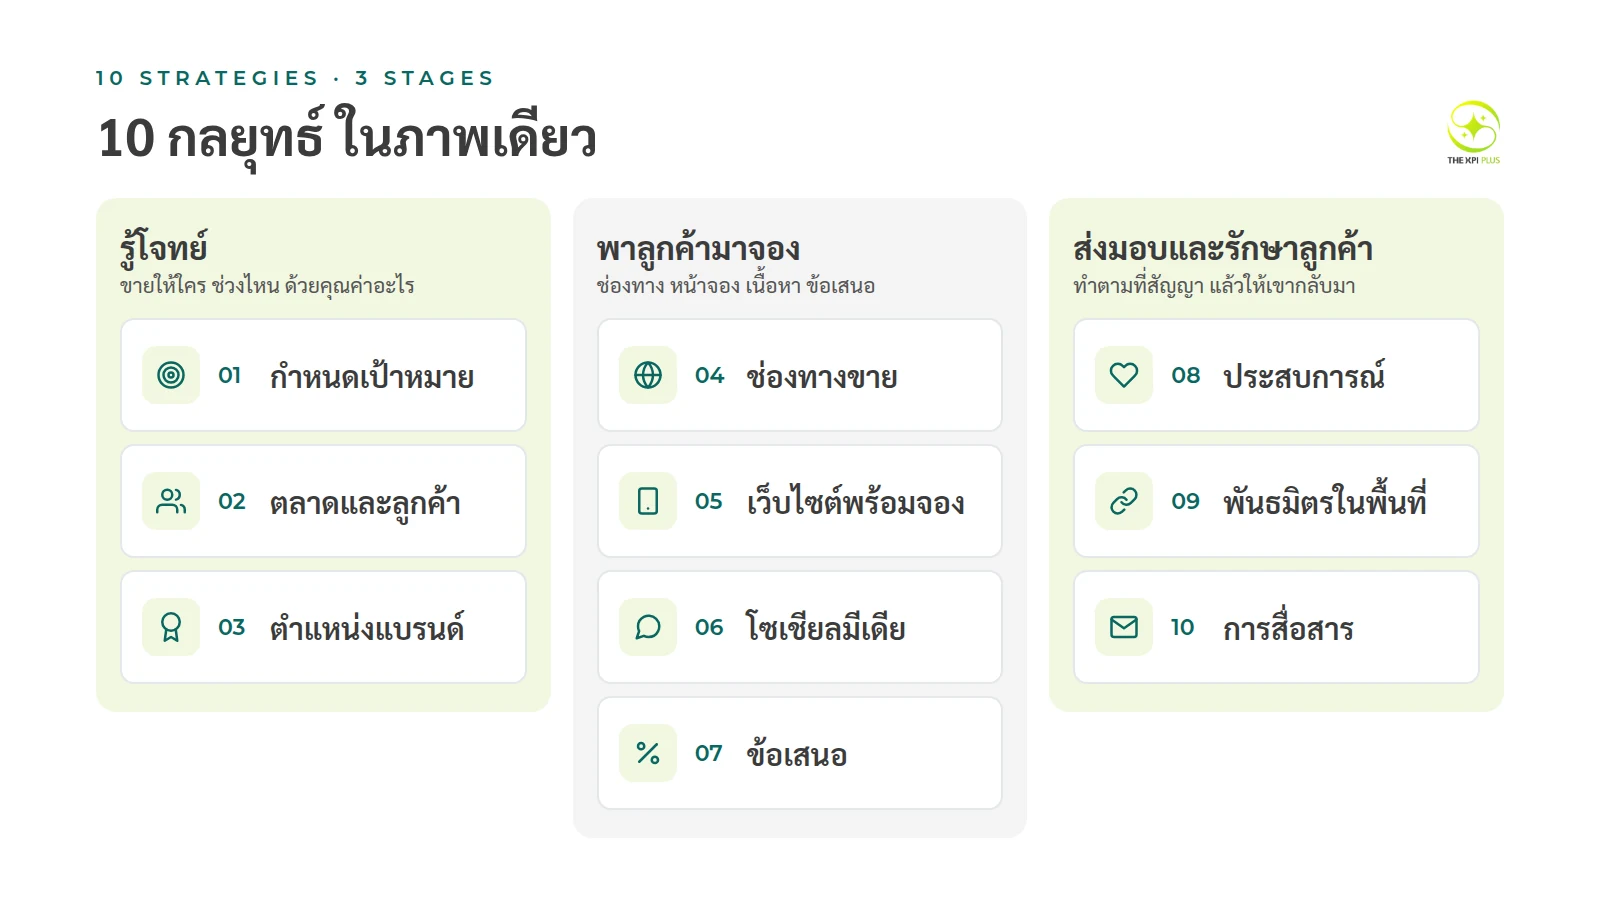 10 STRATEGIES · 3 STAGES
10 กลยุทธ์ ในภาพเดียว
THE KPI PLUS
รู้โจทย์
ขายให้ใคร ช่วงไหน ด้วยคุณค่าอะไร
01 กำหนดเป้าหมาย
02 ตลาดและลูกค้า
03 ตำแหน่งแบรนด์
พาลูกค้ามาจอง
ช่องทาง หน้าจอง เนื้อหา ข้อเสนอ
04 ช่องทางขาย
05 เว็บไซต์พร้อมจอง
06 โซเชียลมีเดีย
07 ข้อเสนอ
ส่งมอบและรักษาลูกค้า
ทำตามที่สัญญา แล้วให้เขากลับมา
08 ประสบการณ์
09 พันธมิตรในพื้นที่
10 การสื่อสาร